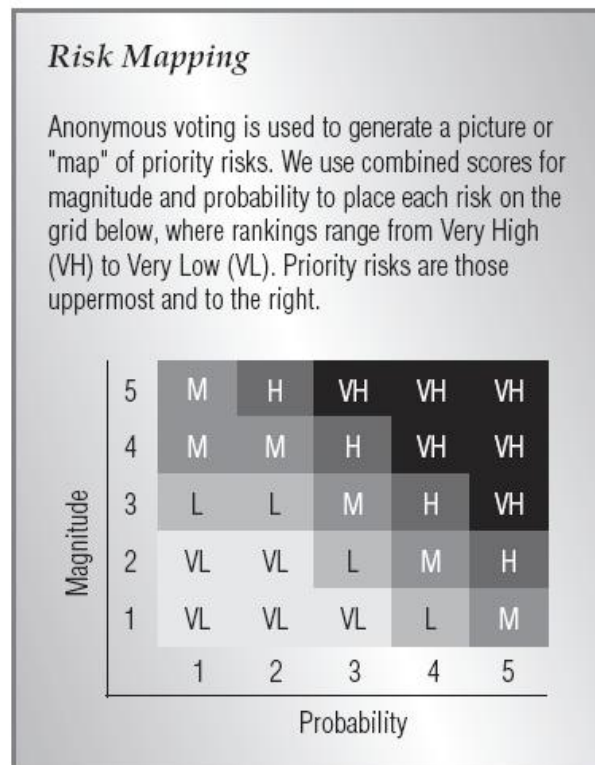 Risk Mapping
Anonymous voting is used to generate a picture or
"map" of priority risks. We use combined scores for
magnitude and probability to place each risk on the
grid below, where rankings range from Very High
(VH) to Very Low (VL). Priority risks are those
uppermost and to the right.
5 M H VH VH VH
4 M M H VH VH
3 L L M H VH
2 VL VL L M H
1 VL VL VL L M
1 2 3 4 5
Magnitude
Probability